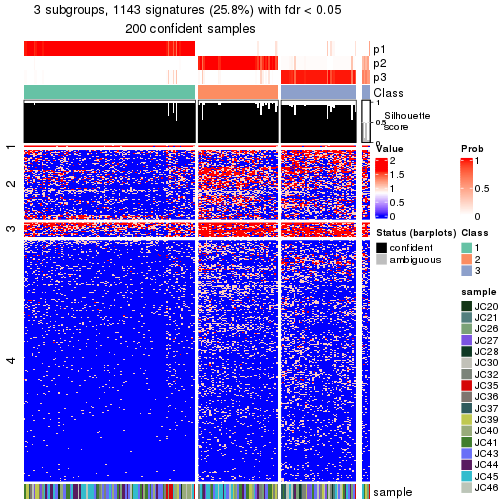 3 subgroups, 1143 signatures (25.8%) with fdr < 0.05
200 confident samples
p1
p2
p3
Class
1
0.5
0
Silhouette
score
1
2
3
4
sample
Value
2
1.5
1
0.5
0
Prob
1
0.5
0
Status (barplots)
confident
ambiguous
Class
1
2
3
sample
JC20
JC21
JC26
JC27
JC28
JC30
JC32
JC35
JC36
JC37
JC39
JC40
JC41
JC43
JC44
JC45
JC46